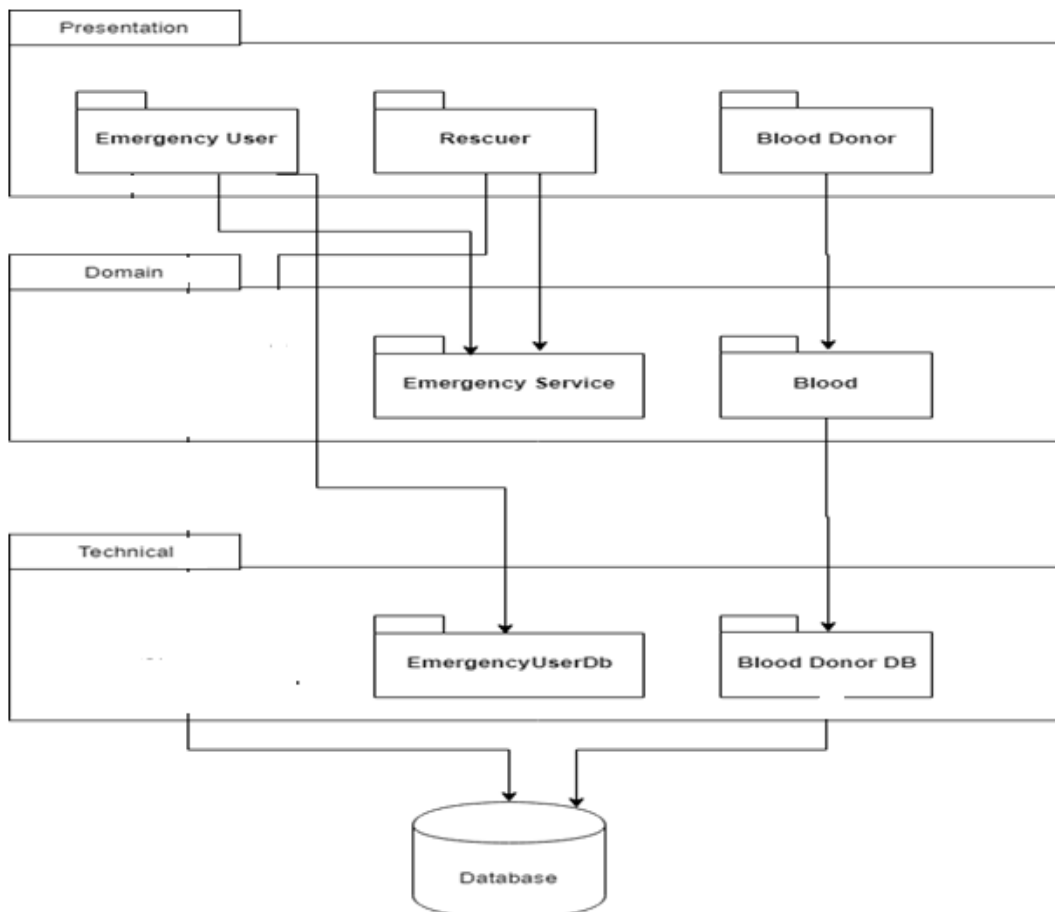 Presentation
Emergency User
Rescuer
Blood Donor
Domain
Emergency Service
Blood
Technical
EmergencyUserDb
Blood Donor DB
Database